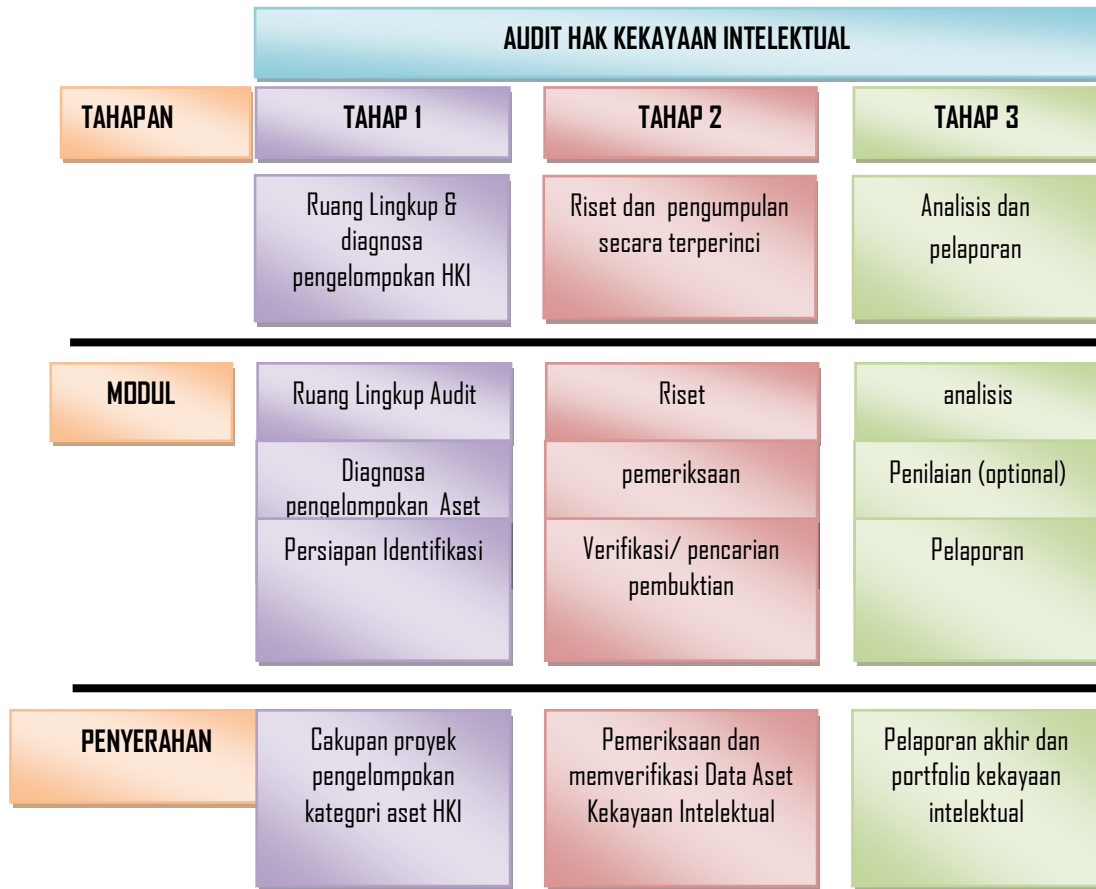 AUDIT HAK KEKAYAAN INTELEKTUAL
TAHAPAN
TAHAP 1
TAHAP 2
TAHAP 3
Ruang Lingkup &
diagnosa
pengelompokan HKI
Riset dan pengumpulan
secara terperinci
Analisis dan
pelaporan
MODUL
Ruang Lingkup Audit
Riset
analisis
Diagnosa
pengelompokan Aset
pemeriksaan
Penilaian (optional)
Persiapan Identifikasi
Verifikasi/ pencarian
pembuktian
Pelaporan
PENYERAHAN
Cakupan proyek
pengelompokan
kategori aset HKI
Pemeriksaan dan
memverifikasi Data Aset
Kekayaan Intelektual
Pelaporan akhir dan
portfolio kekayaan
intelektual